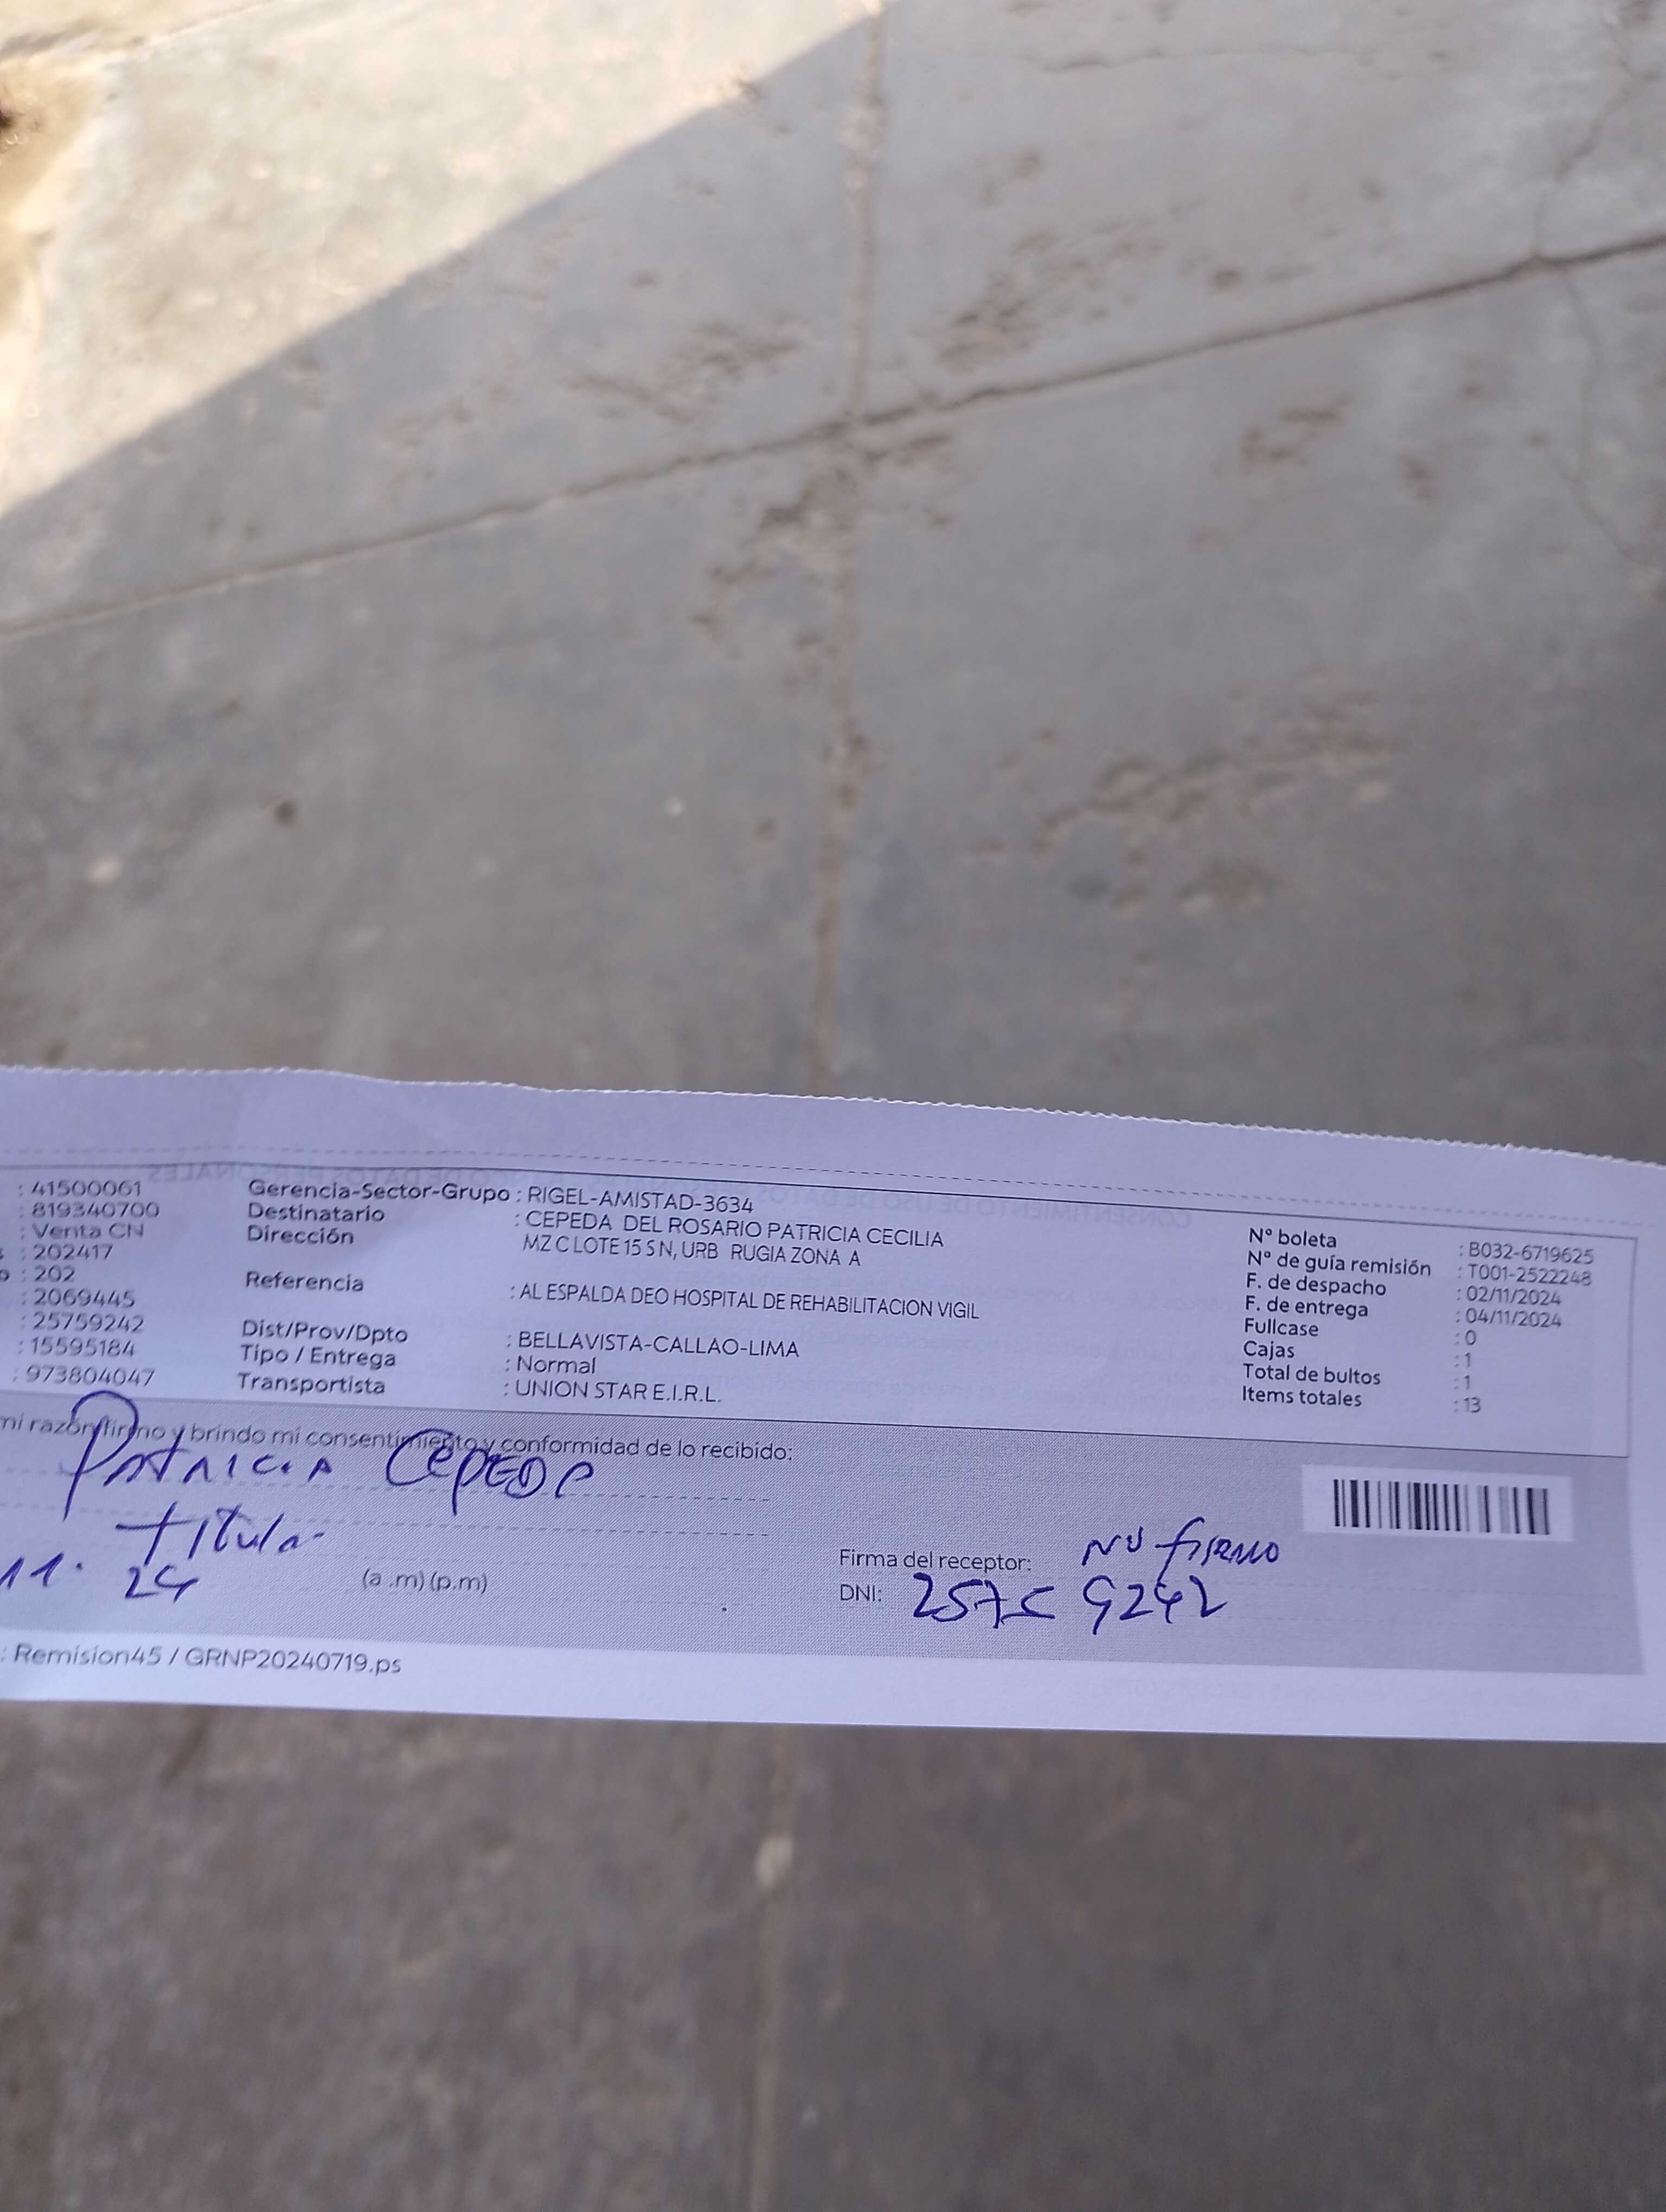 : 41500061
: 819340700
: Venta CN
: 202417
: 202
: 2069445
: 25759242
: 15595184
: 973804047
Gerencia-Sector-Grupo : RIGEL-AMISTAD-3634
Destinatario : CEPEDA DEL ROSARIO PATRICIA CECILIA
Dirección MZ C LOTE 15 S N, URB RUGIA ZONA A
Referencia : AL ESPALDA DEO HOSPITAL DE REHABILITACION VIGIL
Dist/Prov/Dpto : BELLAVISTA-CALLAO-LIMA
Tipo / Entrega : Normal
Transportista : UNION STAR E.I.R.L.
N° boleta : B032-6719625
N° de guía remisión : T001-2522248
F. de despacho : 02/11/2024
F. de entrega : 04/11/2024
Fullcase : 0
Cajas : 1
Total de bultos : 1
Items totales : 13
mi razón firmo y brindo mi consentimiento y conformidad de lo recibido:
Patricia Cepeda
titular
11. 24 (a .m) (p.m)
Firma del receptor: no firmo
DNI: 2575 9242
: Remision45 / GRNP20240719.ps